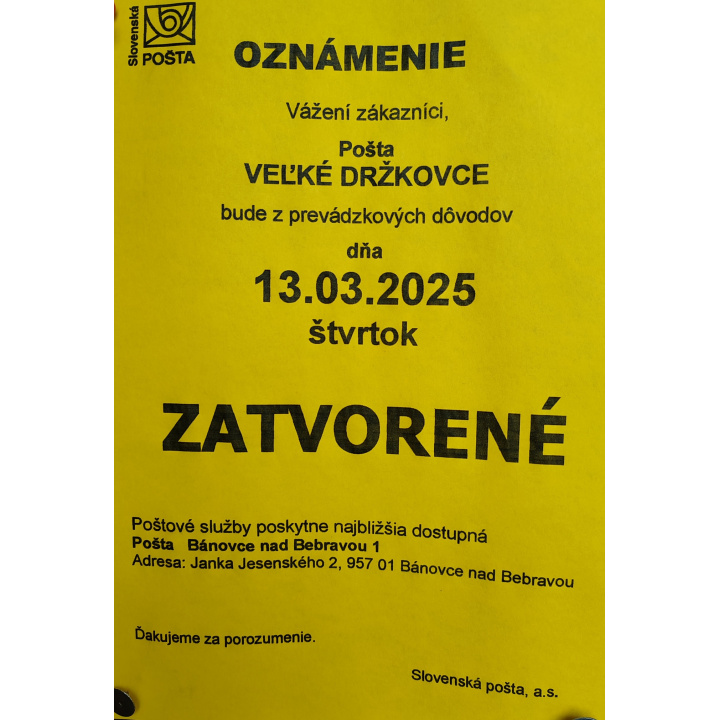 Slovenská
POŠTA
OZNÁMENIE
Vážení zákazníci,
Pošta
VEĽKÉ DRŽKOVCE
bude z prevádzkových dôvodov
dňa
13.03.2025
štvrtok
ZATVORENÉ
Poštové služby poskytne najbližšia dostupná
Pošta Bánovce nad Bebravou 1
Adresa: Janka Jesenského 2, 957 01 Bánovce nad Bebravou
Ďakujeme za porozumenie.
Slovenská pošta, a.s.